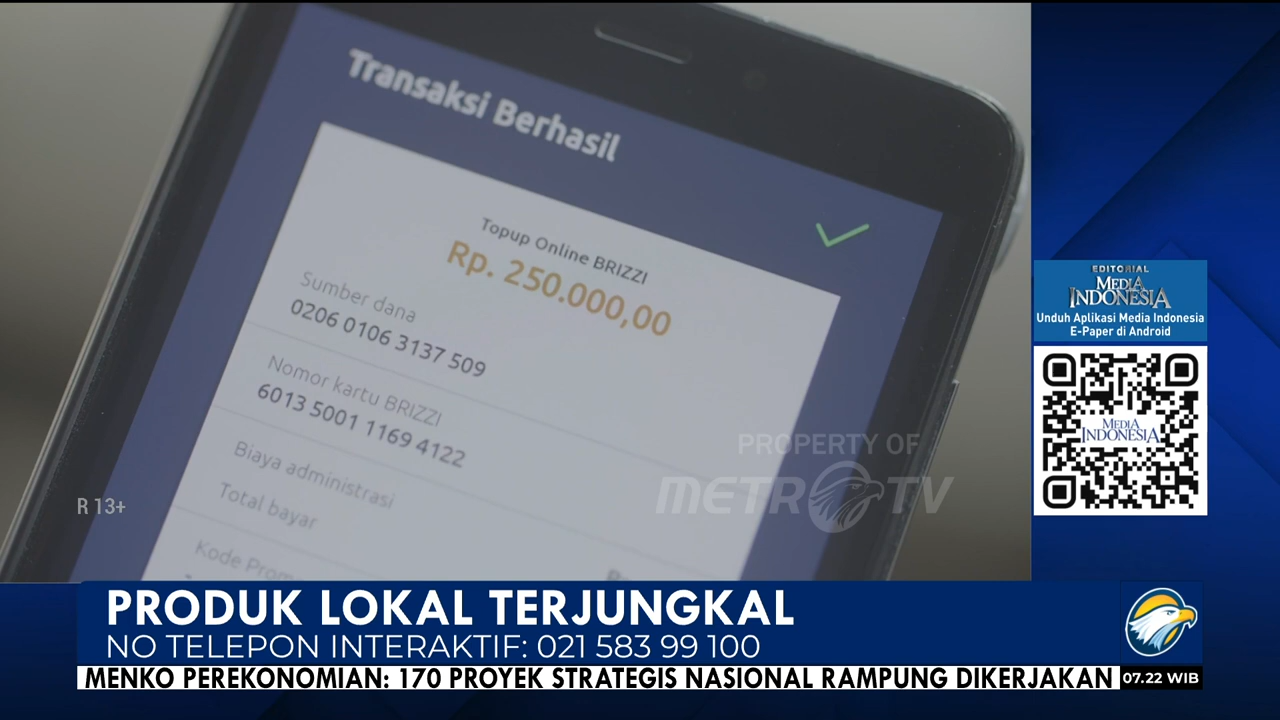 Transaksi Berhasil
Topup Online BRIZZI
Rp. 250.000,00
Sumber dana
0206 0106 3137 509
Nomor kartu BRIZZI
6013 5001 1169 4122
Biaya administrasi
Total bayar
PROPERTY OF
METRO TV
R 13+
EDITORIAL
MEDIA
INDONESIA
Unduh Aplikasi Media Indonesia
E-Paper di Android
MEDIA
INDONESIA
PRODUK LOKAL TERJUNGKAL
NO TELEPON INTERAKTIF: 021 583 99 100
MENKO PEREKONOMIAN: 170 PROYEK STRATEGIS NASIONAL RAMPUNG DIKERJAKAN
07.22 WIB